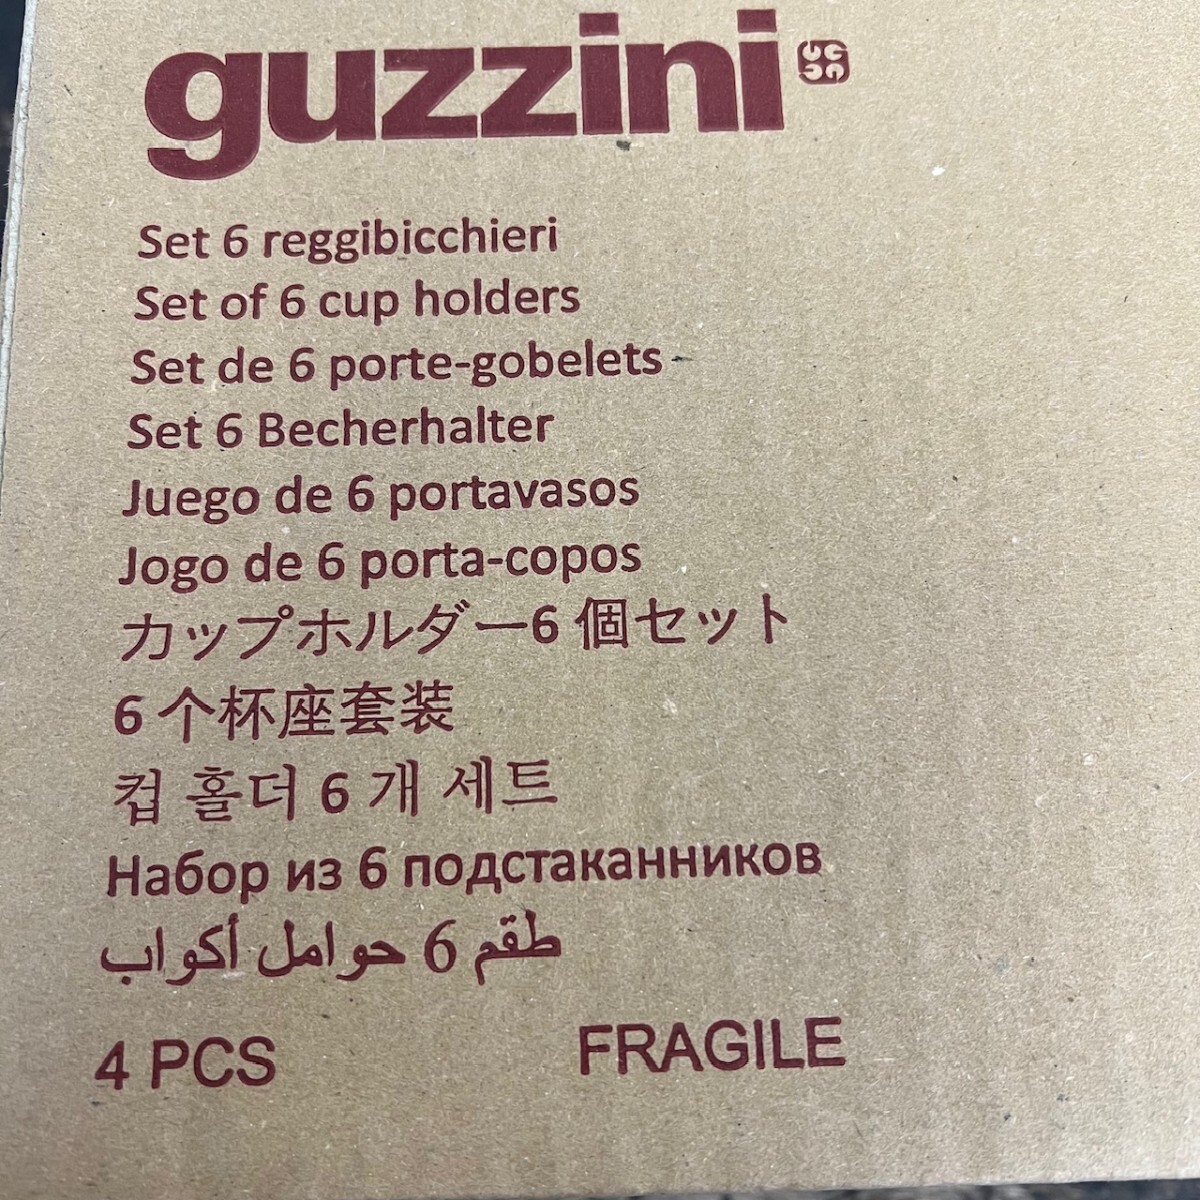 guzzini
Set 6 reggibicchieri
Set of 6 cup holders
Set de 6 porte-gobelets
Set 6 Becherhalter
Juego de 6 portavasos
Jogo de 6 porta-copos
カップホルダー6 個セット
6 个杯座套装
컵 홀더 6 개 세트
Набор из 6 подстаканников
طقم 6 حوامل أكواب
4 PCS FRAGILE